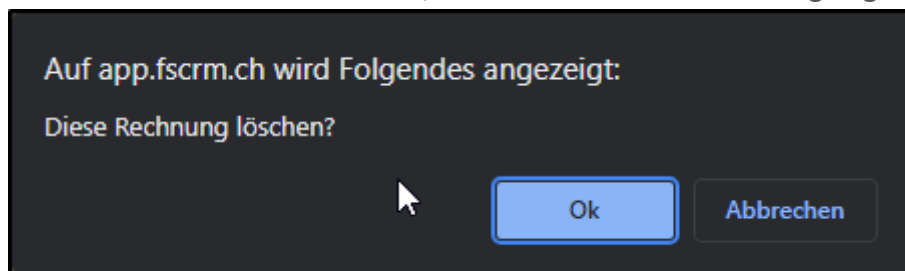 Auf app.fscrm.ch wird Folgendes angezeigt:
Diese Rechnung löschen?
Ok
Abbrechen